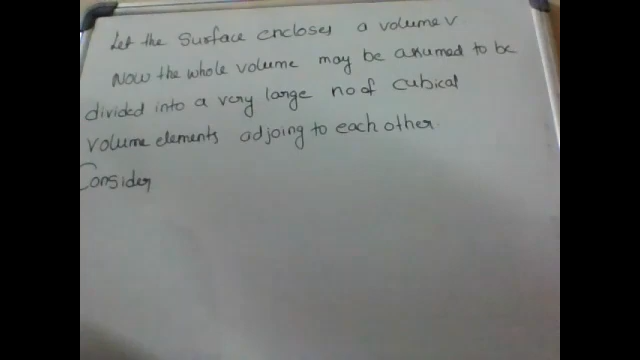 Let the Surface encloses a volume v
Now the whole volume may be assumed to be
divided into a very large no of cubical
volume elements adjoing to each other.
Consider